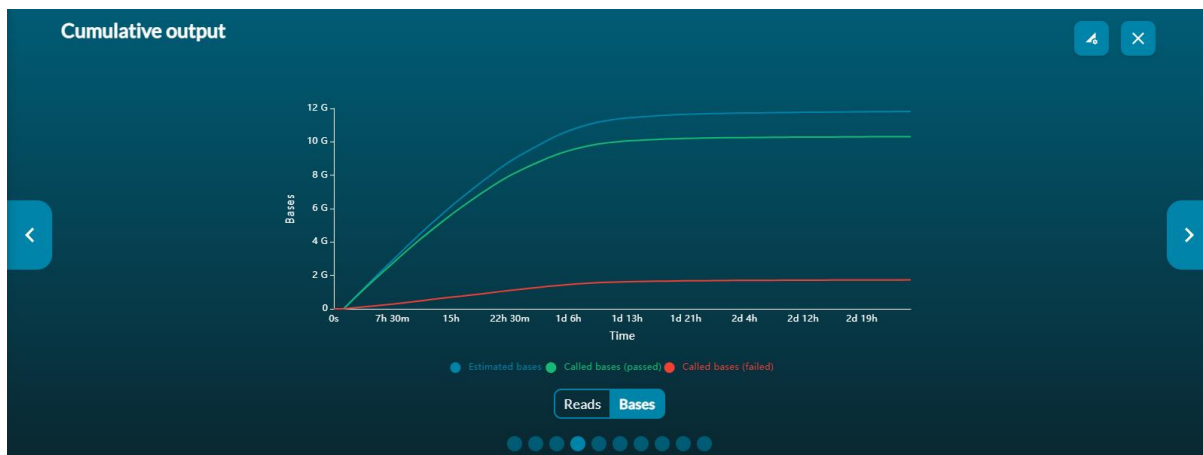 Cumulative output
12 G
10 G
8 G
6 G
4 G
2 G
0
Bases
0s 7h 30m 15h 22h 30m 1d 6h 1d 13h 1d 21h 2d 4h 2d 12h 2d 19h
Time
Estimated bases Called bases (passed) Called bases (failed)
Reads Bases